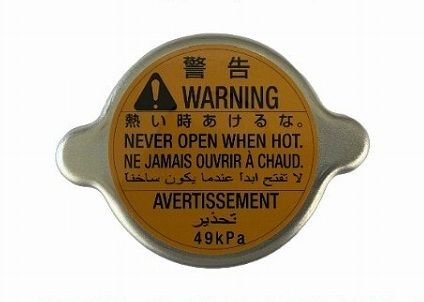 警告
WARNING
熱い時あけるな。
NEVER OPEN WHEN HOT.
NE JAMAIS OUVRIR À CHAUD.
لا تفتح ابداً عندما يكون ساخناً
AVERTISSEMENT
تحذير
49kPa